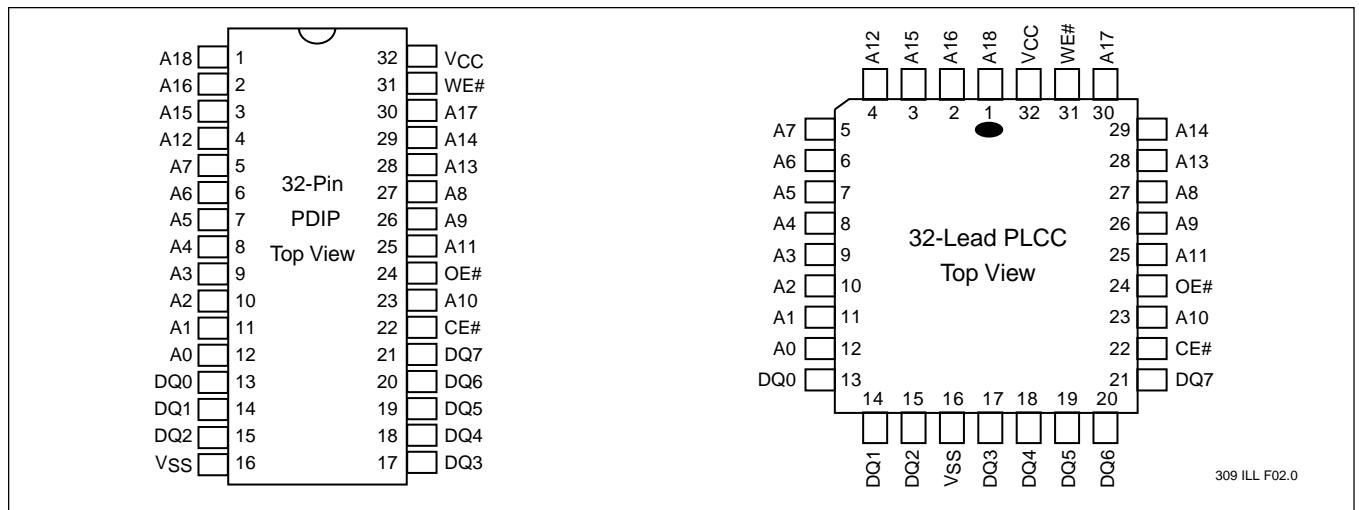 A18 1 32 VCC
A16 2 31 WE#
A15 3 30 A17
A12 4 29 A14
A7 5 28 A13
A6 6 27 A8
A5 7 26 A9
A4 8 25 A11
A3 9 24 OE#
A2 10 23 A10
A1 11 22 CE#
A0 12 21 DQ7
DQ0 13 20 DQ6
DQ1 14 19 DQ5
DQ2 15 18 DQ4
VSS 16 17 DQ3
32-Pin
PDIP
Top View
A12 A15 A16 A18 VCC WE# A17
4 3 2 1 32 31 30
A7 5 29 A14
A6 6 28 A13
A5 7 27 A8
A4 8 26 A9
A3 9 25 A11
A2 10 24 OE#
A1 11 23 A10
A0 12 22 CE#
DQ0 13 21 DQ7
32-Lead PLCC
Top View
14 15 16 17 18 19 20
DQ1 DQ2 VSS DQ3 DQ4 DQ5 DQ6
309 ILL F02.0